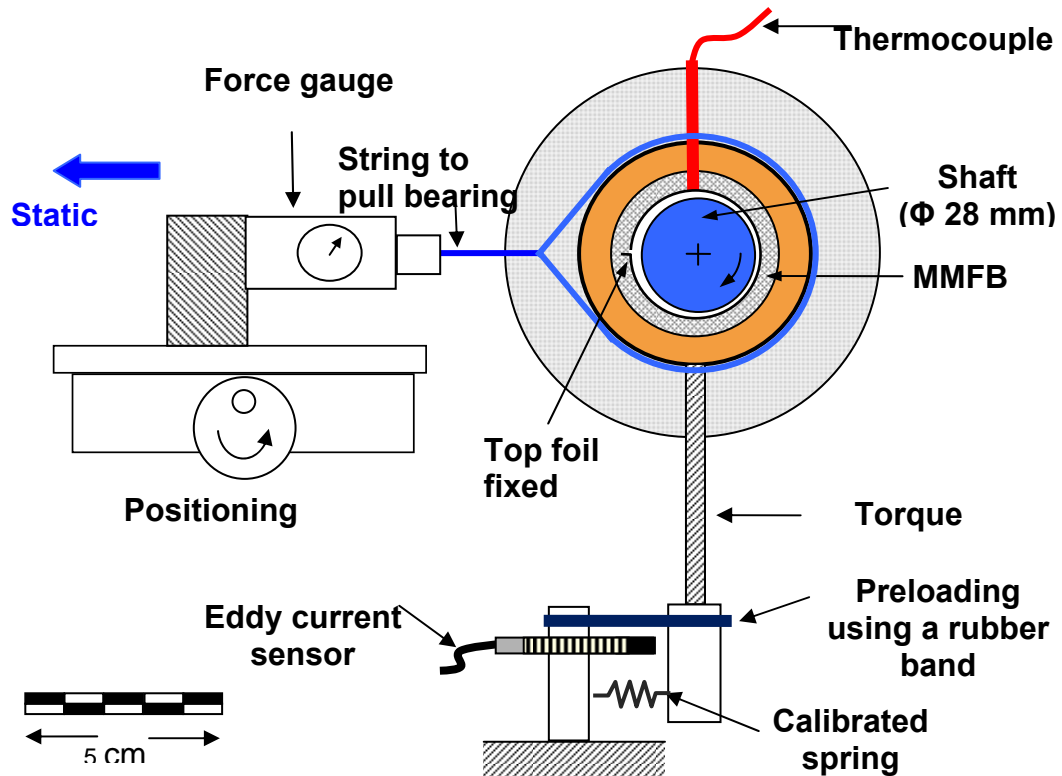 Thermocouple
Force gauge
String to
pull bearing
Static
Shaft
(Φ 28 mm)
MMFB
Top foil
fixed
Positioning
Torque
Eddy current
sensor
Preloading
using a rubber
band
Calibrated
spring
5 cm